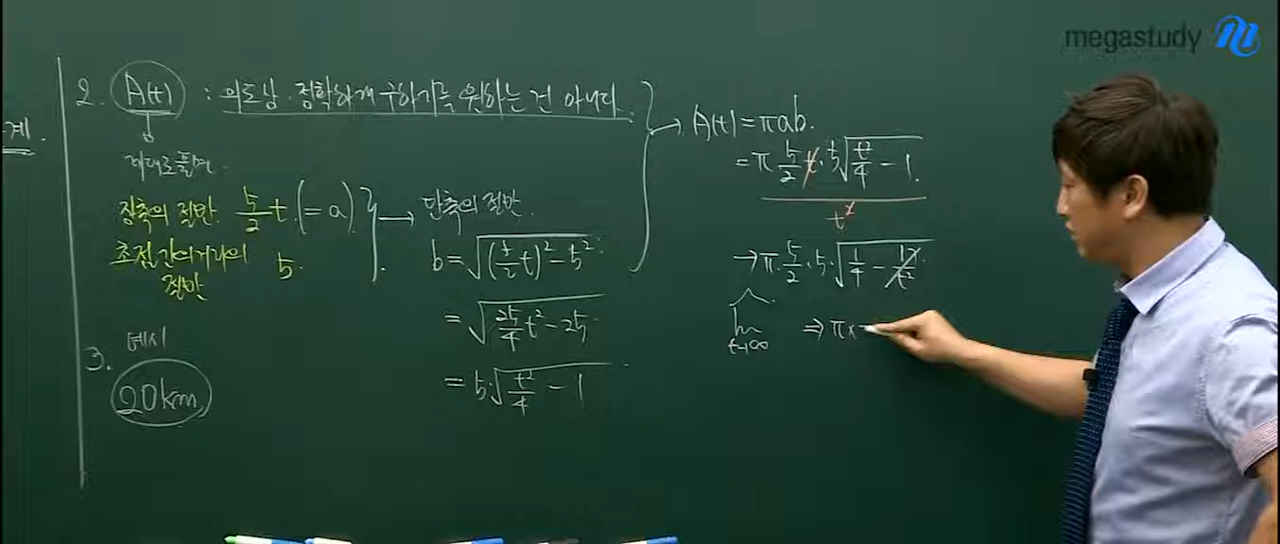 megastudy
계.
2. A(t) : 의도상 정확하게 구하기를 원하는 건 아니다.
제대로 풀면
장축의 절반. 5/2 t. (= a)
초점간의거리의 절반 5.
단축의 절반.
b = √((5/2 t)² - 5²)
= √(25/4 t² - 25)
= 5·√(t²/4 - 1)
3. 예시
20km
→ A(t) = πab.
= π 5/2 t · 5√(t²/4 - 1).
t²
→ π · 5/2 · 5 · √(1/4 - 1/t²)
lim t→∞
⇒ π ×